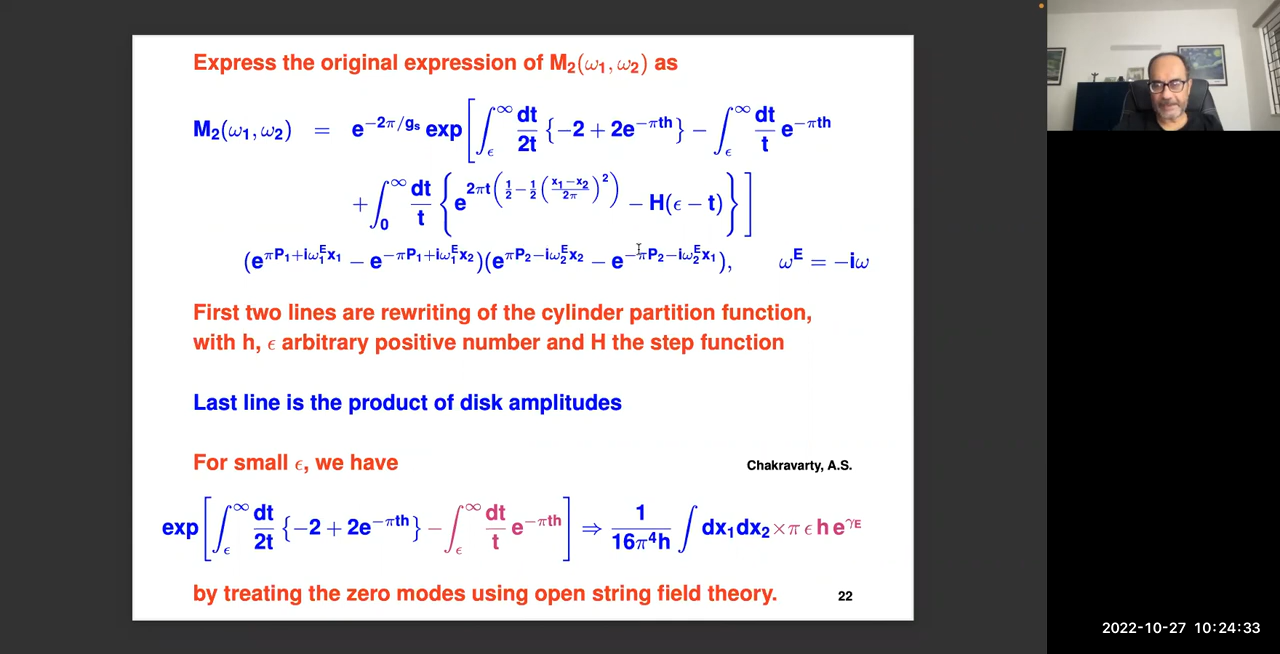 Express the original expression of M₂(ω₁, ω₂) as
M₂(ω₁, ω₂) = e^{−2π/gₛ} exp[∫_ϵ^∞ dt/2t {−2 + 2e^{−πth}} − ∫_ϵ^∞ dt/t e^{−πth}
+ ∫_0^∞ dt/t {e^{2πt(1/2 − 1/2((x₁−x₂)/2π)²)} − H(ϵ − t)}]
(e^{πP₁+iω₁^E x₁} − e^{−πP₁+iω₁^E x₂})(e^{πP₂−iω₂^E x₂} − e^{−πP₂−iω₂^E x₁}), ω^E = −iω
First two lines are rewriting of the cylinder partition function,
with h, ϵ arbitrary positive number and H the step function
Last line is the product of disk amplitudes
For small ϵ, we have Chakravarty, A.S.
exp[∫_ϵ^∞ dt/2t {−2 + 2e^{−πth}} − ∫_ϵ^∞ dt/t e^{−πth}] ⇒ 1/(16π⁴h) ∫ dx₁dx₂ × π ϵ h e^{γ_E}
by treating the zero modes using open string field theory. 22
2022-10-27 10:24:33